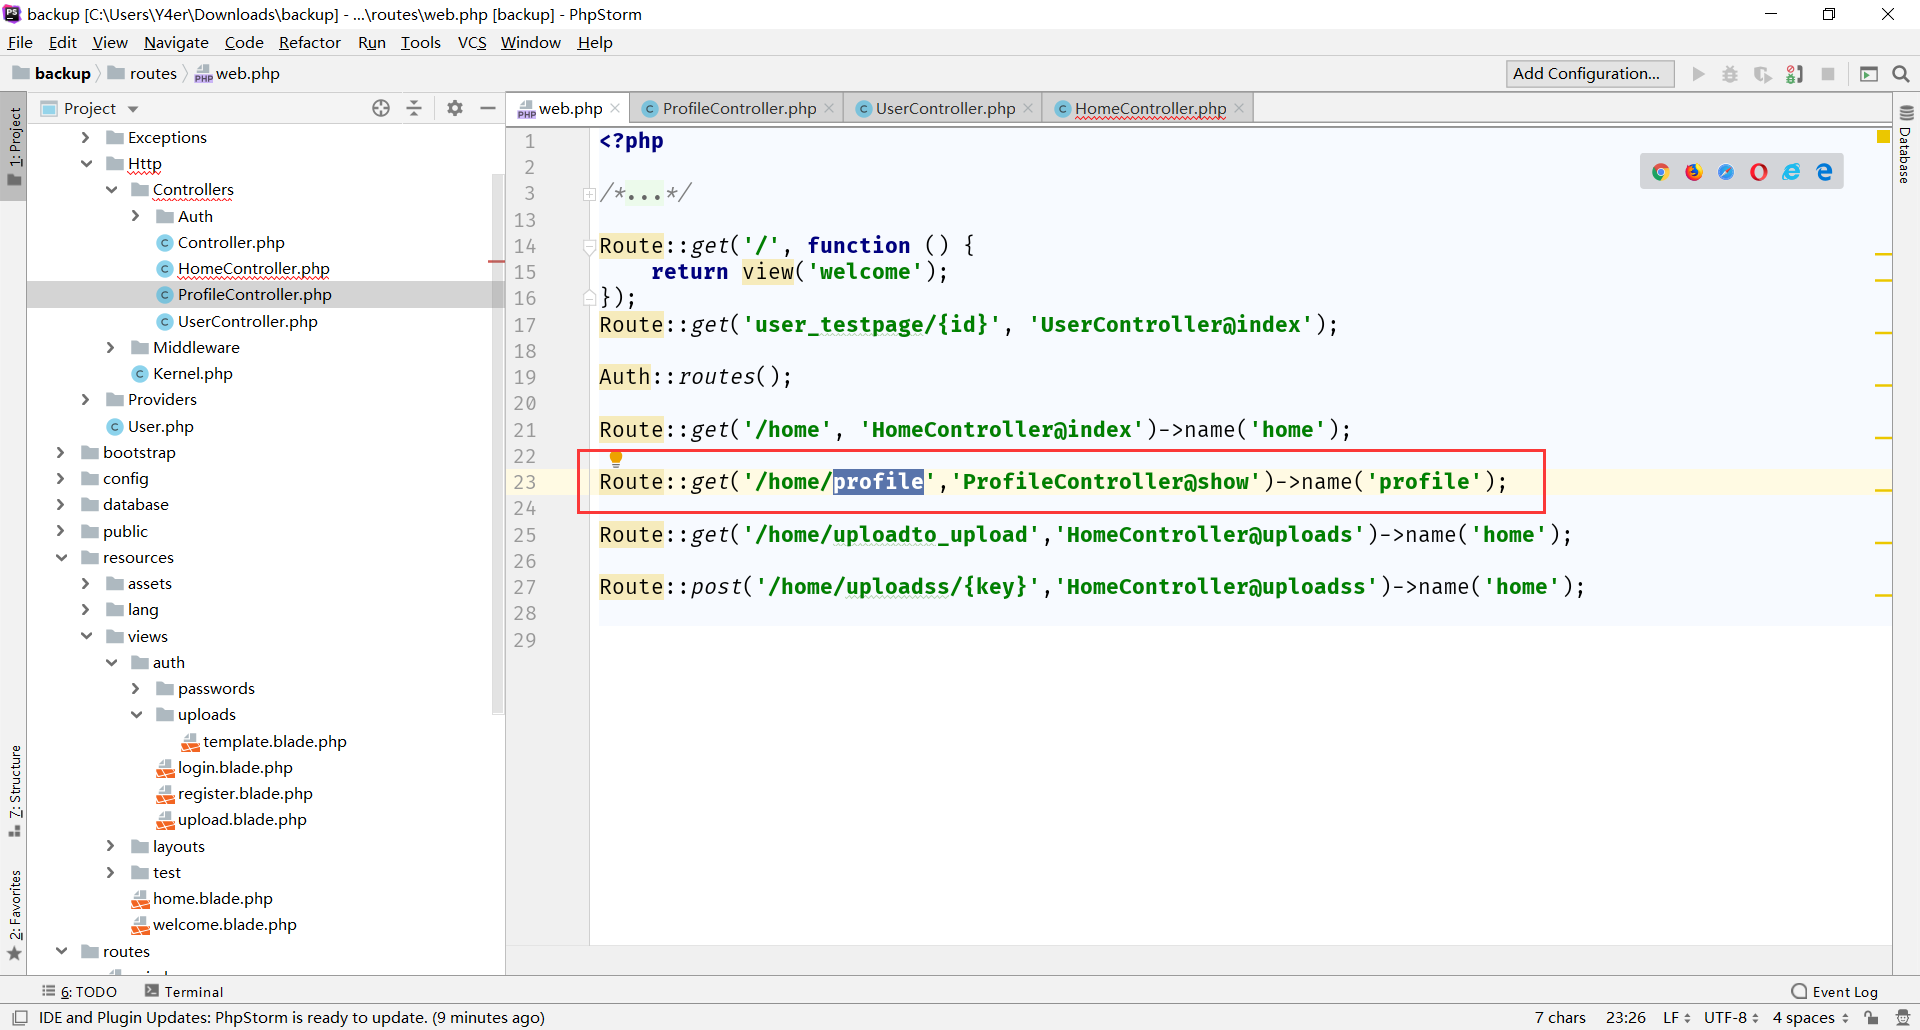 backup [C:\Users\Y4er\Downloads\backup] - ...\routes\web.php [backup] - PhpStorm
File Edit View Navigate Code Refactor Run Tools VCS Window Help
backup routes web.php
Add Configuration...
1: Project
Project
web.php
ProfileController.php
UserController.php
HomeController.php
Database
Exceptions
Http
Controllers
Auth
Controller.php
HomeController.php
ProfileController.php
UserController.php
Middleware
Kernel.php
Providers
User.php
bootstrap
config
database
public
resources
assets
lang
views
auth
passwords
uploads
template.blade.php
login.blade.php
register.blade.php
upload.blade.php
layouts
test
home.blade.php
welcome.blade.php
routes
7: Structure
2: Favorites
1 <?php
2
3 /*...*/
13
14 Route::get('/', function () {
15 return view('welcome');
16 });
17 Route::get('user_testpage/{id}', 'UserController@index');
18
19 Auth::routes();
20
21 Route::get('/home', 'HomeController@index')->name('home');
22
23 Route::get('/home/profile','ProfileController@show')->name('profile');
24
25 Route::get('/home/uploadto_upload','HomeController@uploads')->name('home');
26
27 Route::post('/home/uploadss/{key}','HomeController@uploadss')->name('home');
28
29
6: TODO
Terminal
Event Log
IDE and Plugin Updates: PhpStorm is ready to update. (9 minutes ago)
7 chars 23:26 LF UTF-8 4 spaces